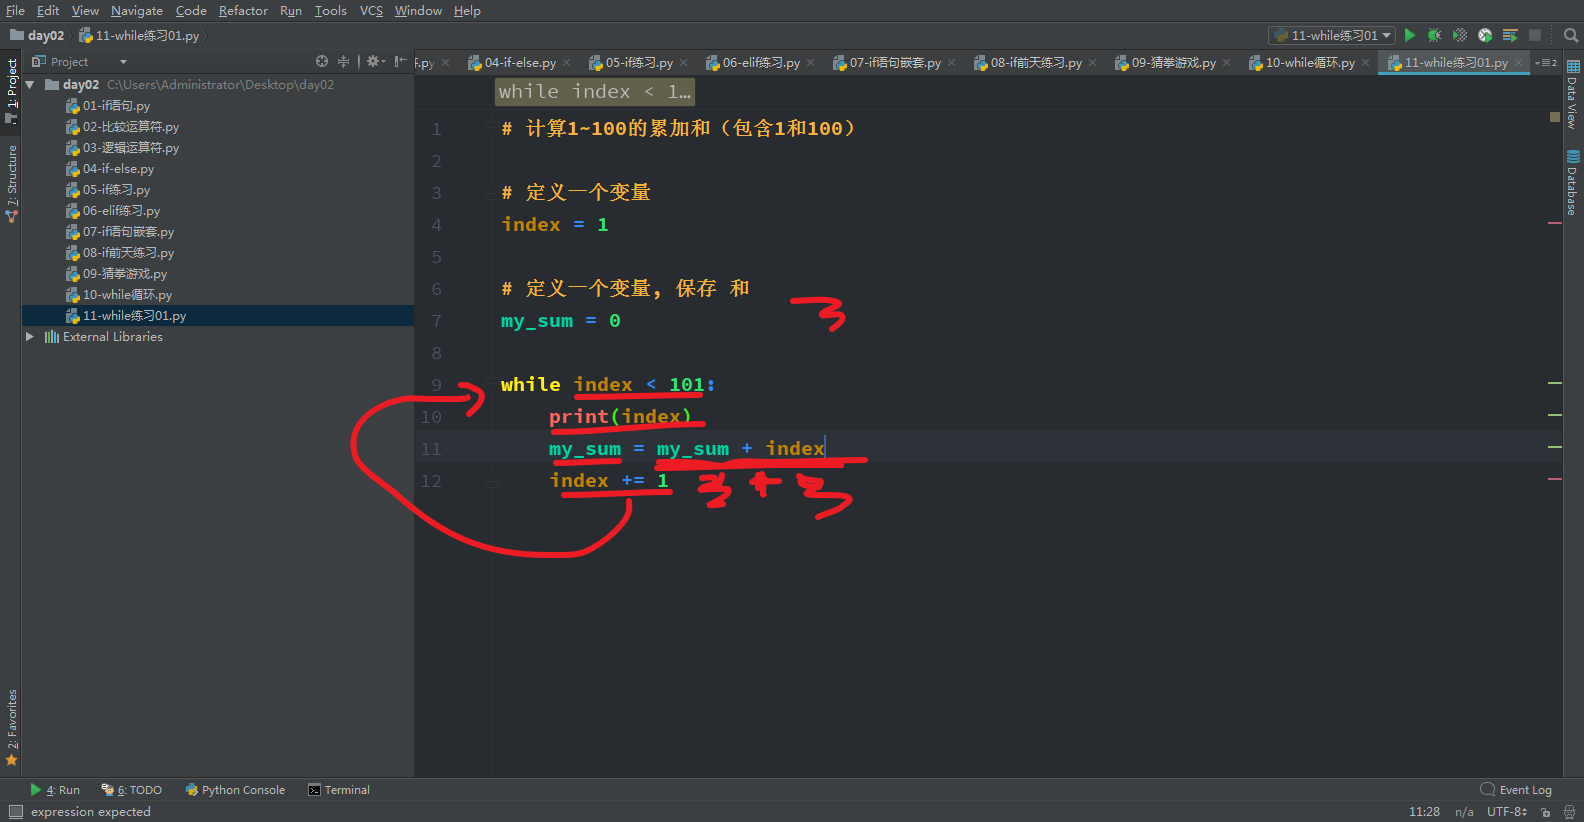 File Edit View Navigate Code Refactor Run Tools VCS Window Help
day02 11-while练习01.py
11-while练习01
Project
.py 04-if-else.py 05-if练习.py 06-elif练习.py 07-if语句嵌套.py 08-if前天练习.py 09-猜拳游戏.py 10-while循环.py 11-while练习01.py
2
day02 C:\Users\Administrator\Desktop\day02
01-if语句.py
02-比较运算符.py
03-逻辑运算符.py
04-if-else.py
05-if练习.py
06-elif练习.py
07-if语句嵌套.py
08-if前天练习.py
09-猜拳游戏.py
10-while循环.py
11-while练习01.py
External Libraries
1: Project
7: Structure
2: Favorites
while index < 1...
1 # 计算1~100的累加和（包含1和100）
2
3 # 定义一个变量
4 index = 1
5
6 # 定义一个变量, 保存 和
3
7 my_sum = 0
8
9 while index < 101:
10 print(index)
11 my_sum = my_sum + index
12 index += 1
3 + 3
Data View
Database
4: Run 6: TODO Python Console Terminal
Event Log
expression expected
11:28 n/a UTF-8